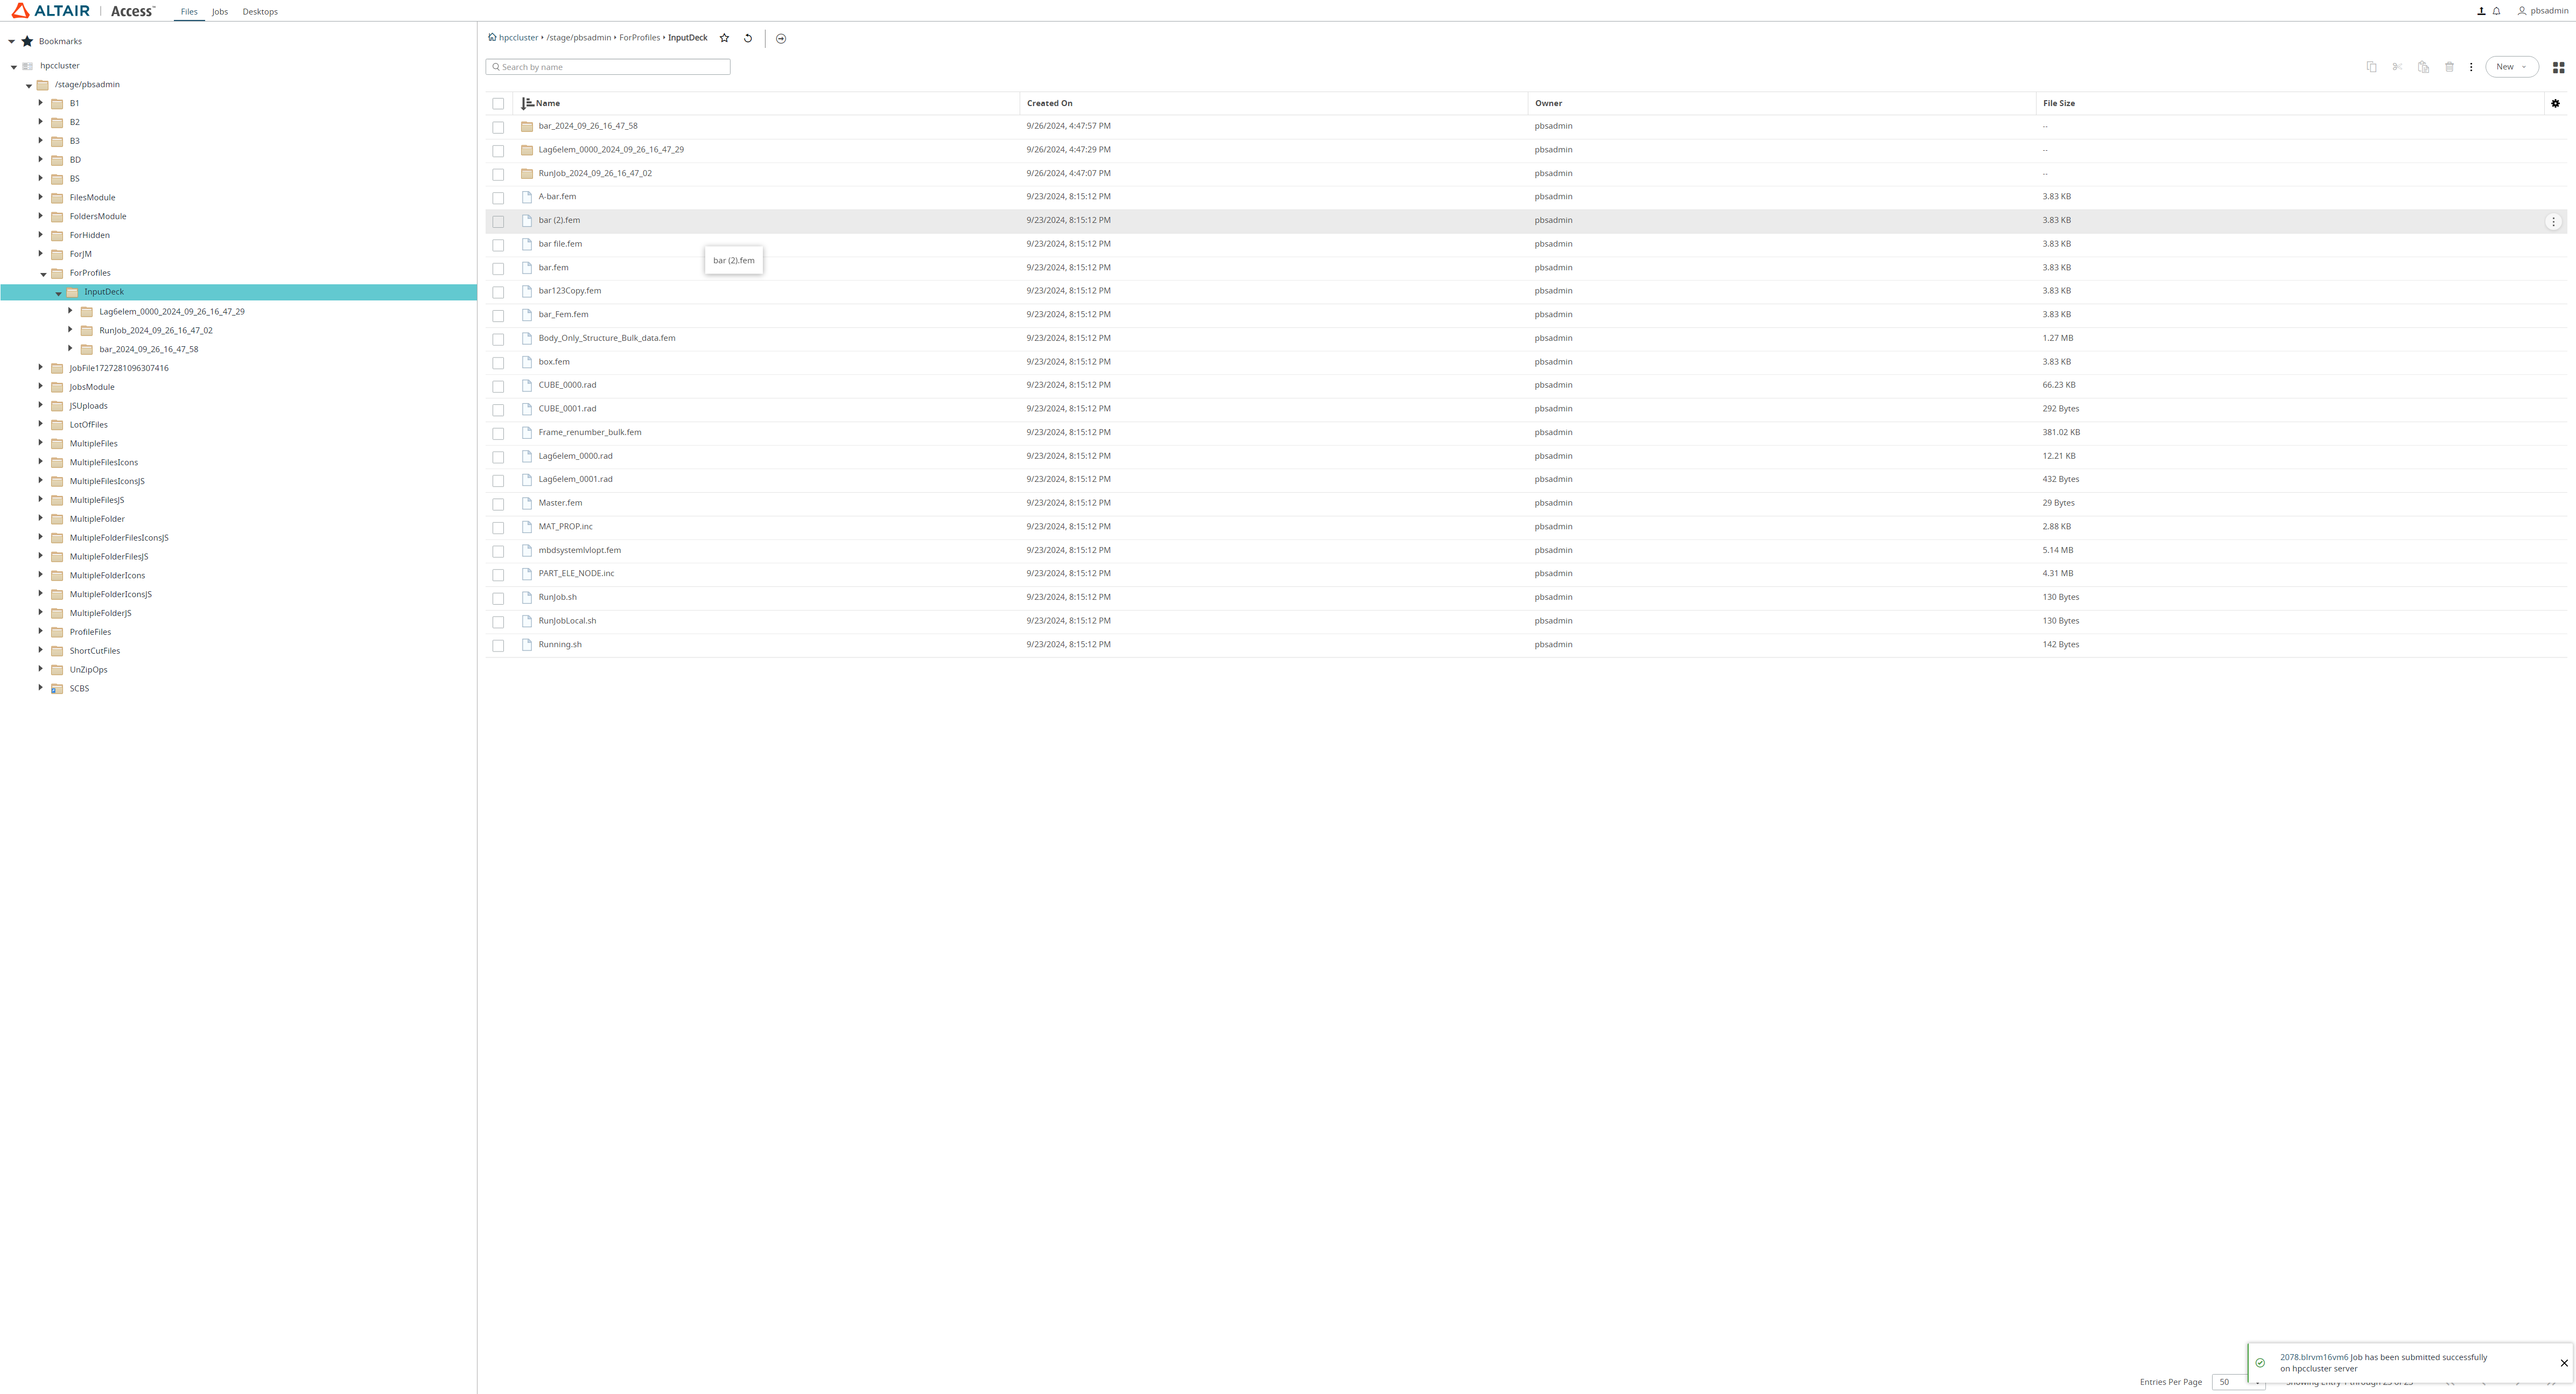 ALTAIR | Access™ Files Jobs Desktops pbsadmin
Bookmarks
hpccluster
/stage/pbsadmin
B1
B2
B3
BD
BS
FilesModule
FoldersModule
ForHidden
ForJM
ForProfiles
InputDeck
Lag6elem_0000_2024_09_26_16_47_29
RunJob_2024_09_26_16_47_02
bar_2024_09_26_16_47_58
JobFile1727281096307416
JobsModule
JSUploads
LotOfFiles
MultipleFiles
MultipleFilesIcons
MultipleFilesIconsJS
MultipleFilesJS
MultipleFolder
MultipleFolderFilesIconsJS
MultipleFolderFilesJS
MultipleFolderIcons
MultipleFolderIconsJS
MultipleFolderJS
ProfileFiles
ShortCutFiles
UnZipOps
SCBS
hpccluster /stage/pbsadmin ForProfiles InputDeck
Search by name New
Name Created On Owner File Size
bar_2024_09_26_16_47_58 9/26/2024, 4:47:57 PM pbsadmin --
Lag6elem_0000_2024_09_26_16_47_29 9/26/2024, 4:47:29 PM pbsadmin --
RunJob_2024_09_26_16_47_02 9/26/2024, 4:47:07 PM pbsadmin --
A-bar.fem 9/23/2024, 8:15:12 PM pbsadmin 3.83 KB
bar (2).fem 9/23/2024, 8:15:12 PM pbsadmin 3.83 KB
bar file.fem 9/23/2024, 8:15:12 PM pbsadmin 3.83 KB
bar (2).fem
bar.fem 9/23/2024, 8:15:12 PM pbsadmin 3.83 KB
bar123Copy.fem 9/23/2024, 8:15:12 PM pbsadmin 3.83 KB
bar_Fem.fem 9/23/2024, 8:15:12 PM pbsadmin 3.83 KB
Body_Only_Structure_Bulk_data.fem 9/23/2024, 8:15:12 PM pbsadmin 1.27 MB
box.fem 9/23/2024, 8:15:12 PM pbsadmin 3.83 KB
CUBE_0000.rad 9/23/2024, 8:15:12 PM pbsadmin 66.23 KB
CUBE_0001.rad 9/23/2024, 8:15:12 PM pbsadmin 292 Bytes
Frame_renumber_bulk.fem 9/23/2024, 8:15:12 PM pbsadmin 381.02 KB
Lag6elem_0000.rad 9/23/2024, 8:15:12 PM pbsadmin 12.21 KB
Lag6elem_0001.rad 9/23/2024, 8:15:12 PM pbsadmin 432 Bytes
Master.fem 9/23/2024, 8:15:12 PM pbsadmin 29 Bytes
MAT_PROP.inc 9/23/2024, 8:15:12 PM pbsadmin 2.88 KB
mbdsystemlvlopt.fem 9/23/2024, 8:15:12 PM pbsadmin 5.14 MB
PART_ELE_NODE.inc 9/23/2024, 8:15:12 PM pbsadmin 4.31 MB
RunJob.sh 9/23/2024, 8:15:12 PM pbsadmin 130 Bytes
RunJobLocal.sh 9/23/2024, 8:15:12 PM pbsadmin 130 Bytes
Running.sh 9/23/2024, 8:15:12 PM pbsadmin 142 Bytes
2078.blrvm16vm6 Job has been submitted successfully
on hpccluster server
Entries Per Page 50